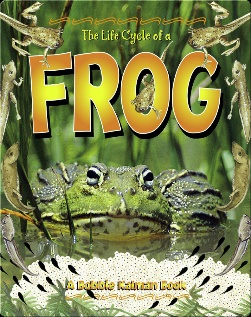 The Life Cycle of a
FROG
A Bobbie Kalman Book